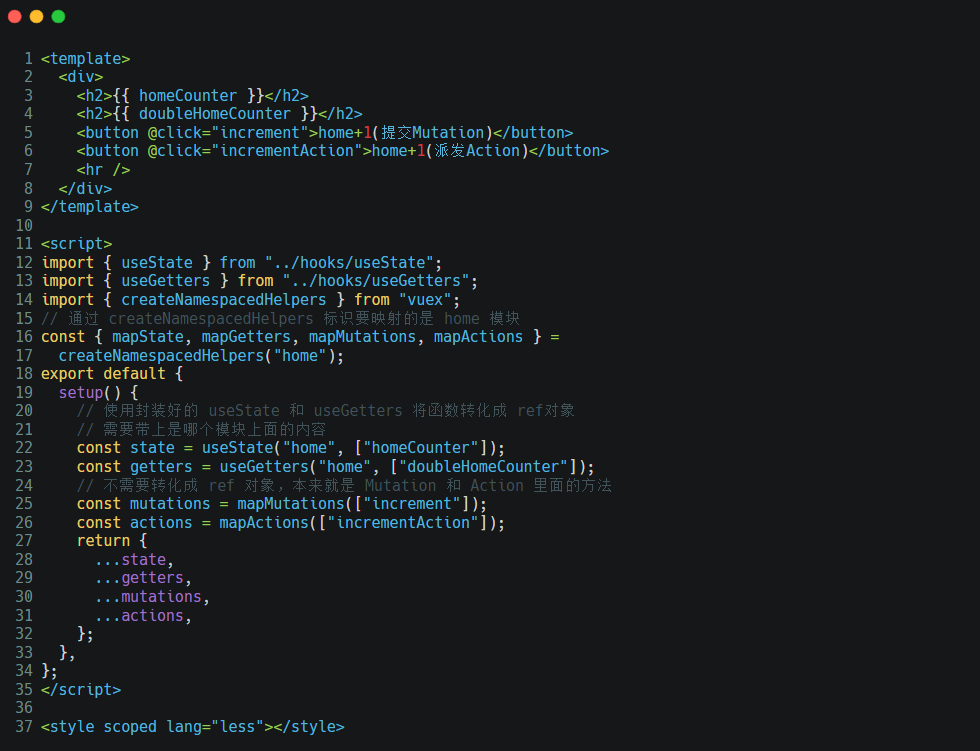 1 <template>
2   <div>
3     <h2>{{ homeCounter }}</h2>
4     <h2>{{ doubleHomeCounter }}</h2>
5     <button @click="increment">home+1(提交Mutation)</button>
6     <button @click="incrementAction">home+1(派发Action)</button>
7     <hr />
8   </div>
9 </template>
10
11 <script>
12 import { useState } from "../hooks/useState";
13 import { useGetters } from "../hooks/useGetters";
14 import { createNamespacedHelpers } from "vuex";
15 // 通过 createNamespacedHelpers 标识要映射的是 home 模块
16 const { mapState, mapGetters, mapMutations, mapActions } =
17   createNamespacedHelpers("home");
18 export default {
19   setup() {
20     // 使用封装好的 useState 和 useGetters 将函数转化成 ref对象
21     // 需要带上是哪个模块上面的内容
22     const state = useState("home", ["homeCounter"]);
23     const getters = useGetters("home", ["doubleHomeCounter"]);
24     // 不需要转化成 ref 对象，本来就是 Mutation 和 Action 里面的方法
25     const mutations = mapMutations(["increment"]);
26     const actions = mapActions(["incrementAction"]);
27     return {
28       ...state,
29       ...getters,
30       ...mutations,
31       ...actions,
32     };
33   },
34 };
35 </script>
36
37 <style scoped lang="less"></style>